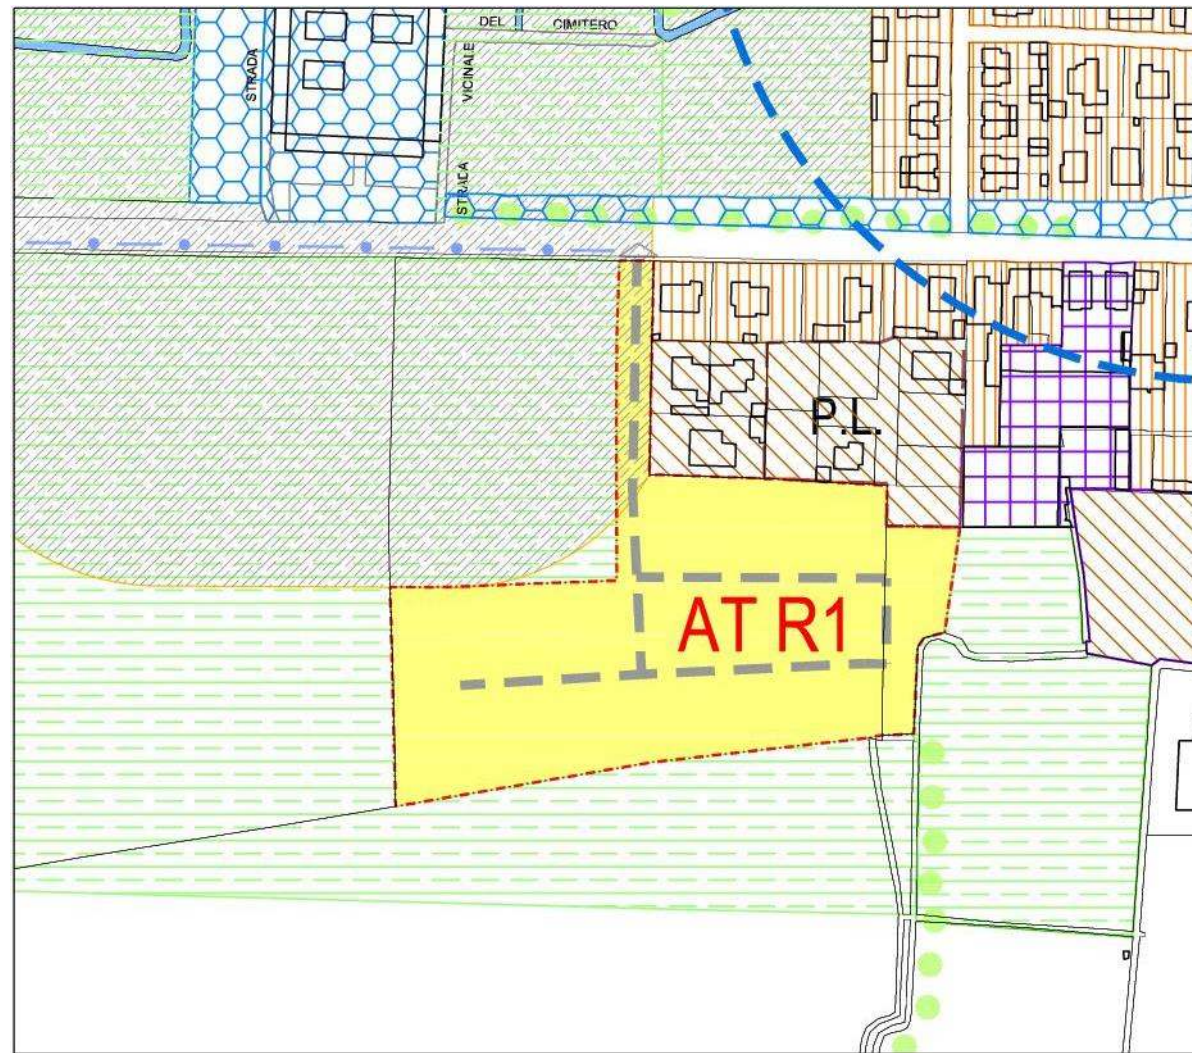 DEL CIMITERO
STRADA
VICINALE
STRADA
P.L.
AT R1